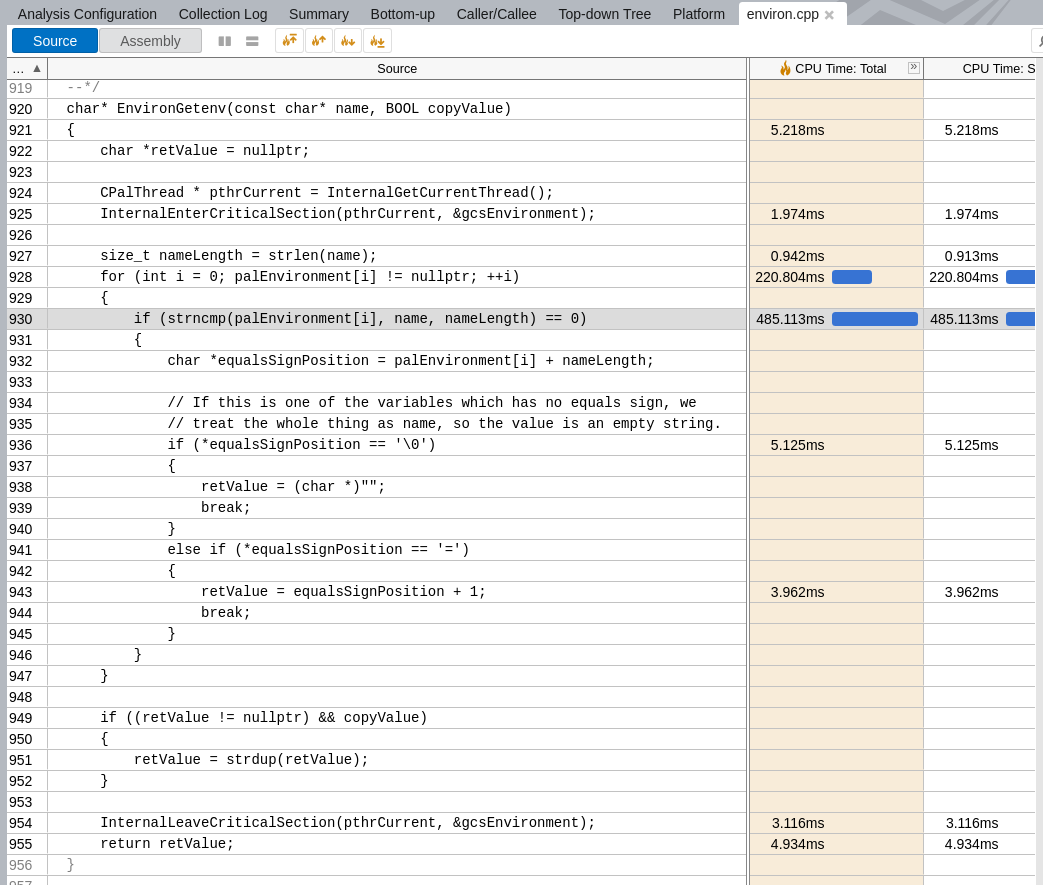 Analysis Configuration Collection Log Summary Bottom-up Caller/Callee Top-down Tree Platform environ.cpp
Source Assembly
... ▲ Source CPU Time: Total » CPU Time: S
919 --*/
920 char* EnvironGetenv(const char* name, BOOL copyValue)
921 { 5.218ms 5.218ms
922 char *retValue = nullptr;
923
924 CPalThread * pthrCurrent = InternalGetCurrentThread();
925 InternalEnterCriticalSection(pthrCurrent, &gcsEnvironment); 1.974ms 1.974ms
926
927 size_t nameLength = strlen(name); 0.942ms 0.913ms
928 for (int i = 0; palEnvironment[i] != nullptr; ++i) 220.804ms 220.804ms
929 {
930 if (strncmp(palEnvironment[i], name, nameLength) == 0) 485.113ms 485.113ms
931 {
932 char *equalsSignPosition = palEnvironment[i] + nameLength;
933
934 // If this is one of the variables which has no equals sign, we
935 // treat the whole thing as name, so the value is an empty string.
936 if (*equalsSignPosition == '\0') 5.125ms 5.125ms
937 {
938 retValue = (char *)"";
939 break;
940 }
941 else if (*equalsSignPosition == '=')
942 {
943 retValue = equalsSignPosition + 1; 3.962ms 3.962ms
944 break;
945 }
946 }
947 }
948
949 if ((retValue != nullptr) && copyValue)
950 {
951 retValue = strdup(retValue);
952 }
953
954 InternalLeaveCriticalSection(pthrCurrent, &gcsEnvironment); 3.116ms 3.116ms
955 return retValue; 4.934ms 4.934ms
956 }
957